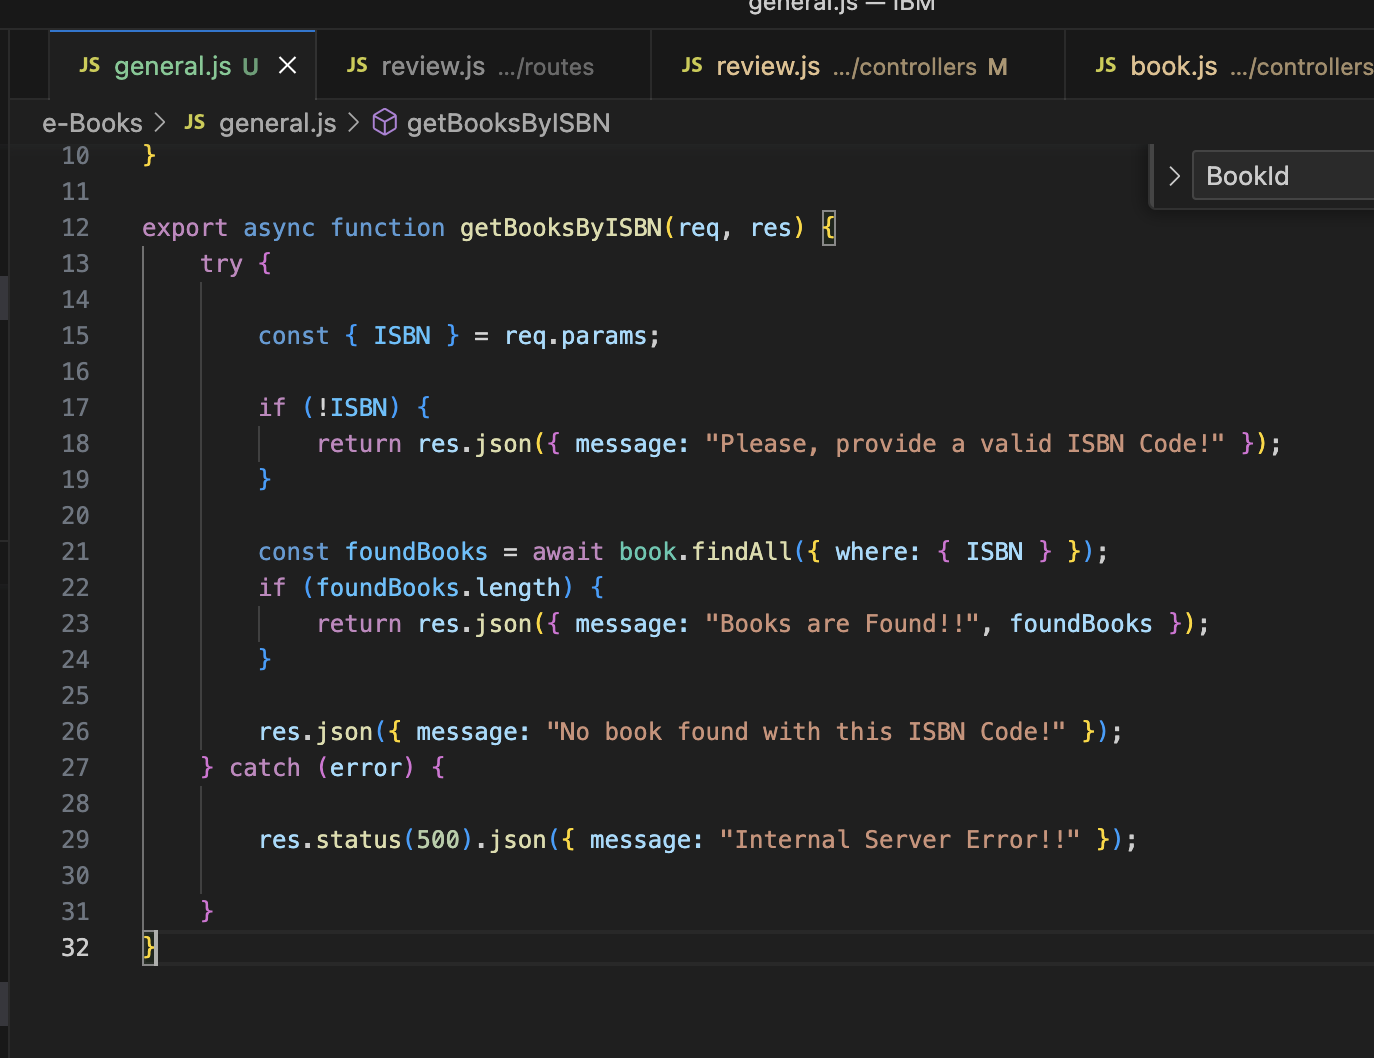 general.js — IBM
JS general.js U × JS review.js .../routes JS review.js .../controllers M JS book.js .../controllers
e-Books > JS general.js > getBooksByISBN
BookId
10 }
11
12 export async function getBooksByISBN(req, res) {
13 try {
14
15 const { ISBN } = req.params;
16
17 if (!ISBN) {
18 return res.json({ message: "Please, provide a valid ISBN Code!" });
19 }
20
21 const foundBooks = await book.findAll({ where: { ISBN } });
22 if (foundBooks.length) {
23 return res.json({ message: "Books are Found!!", foundBooks });
24 }
25
26 res.json({ message: "No book found with this ISBN Code!" });
27 } catch (error) {
28
29 res.status(500).json({ message: "Internal Server Error!!" });
30
31 }
32 }